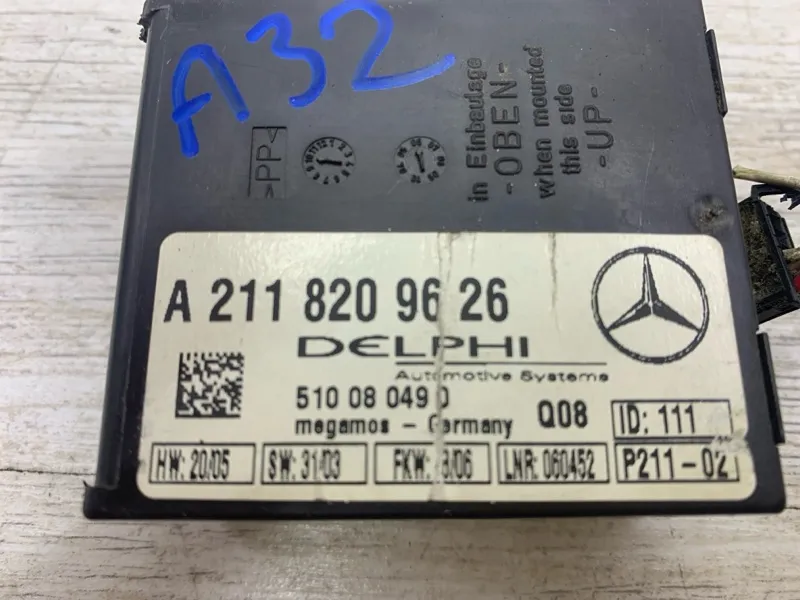 A32
in Einbaulage
-OBEN-
when mounted
this side
-UP-
>PP<
A 211 820 96 26
DELPHI
Automotive Systems
510 08 049 0
megamos - Germany
Q08
ID: 111
HW: 20/05
SW: 31/03
LNR: 060452
P211-02